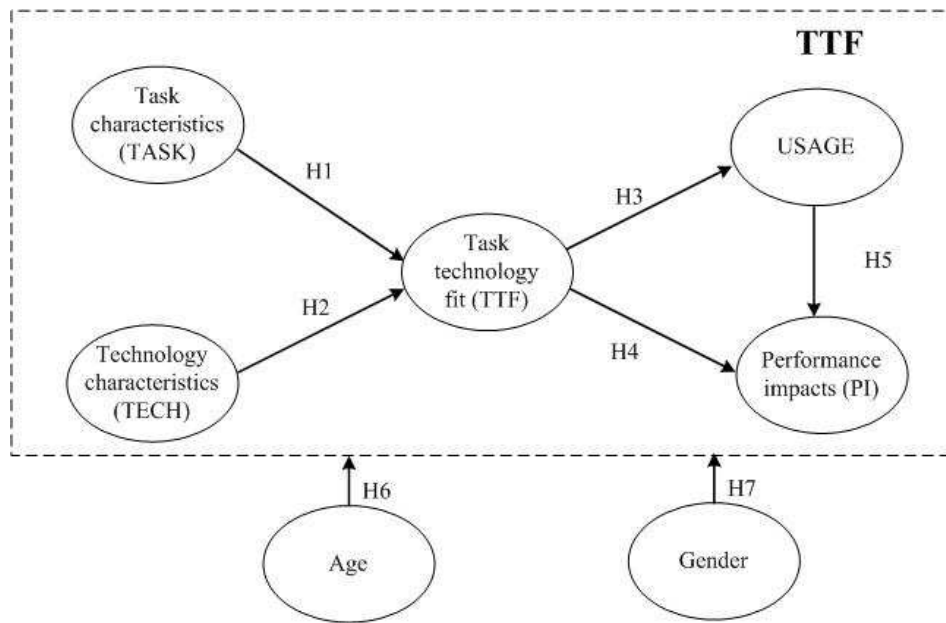 TTF
Task
characteristics
(TASK)
USAGE
H1
H3
Task
technology
fit (TTF)
H5
H2
H4
Technology
characteristics
(TECH)
Performance
impacts (PI)
H6
H7
Age
Gender